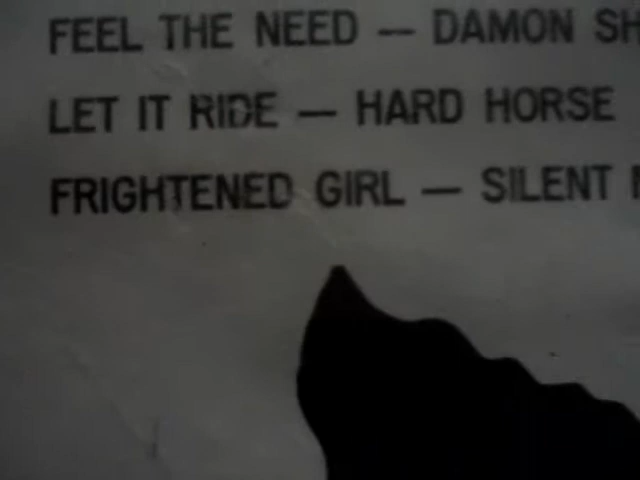 FEEL THE NEED — DAMON
LET IT RIDE — HARD HORSE
FRIGHTENED GIRL — SILENT